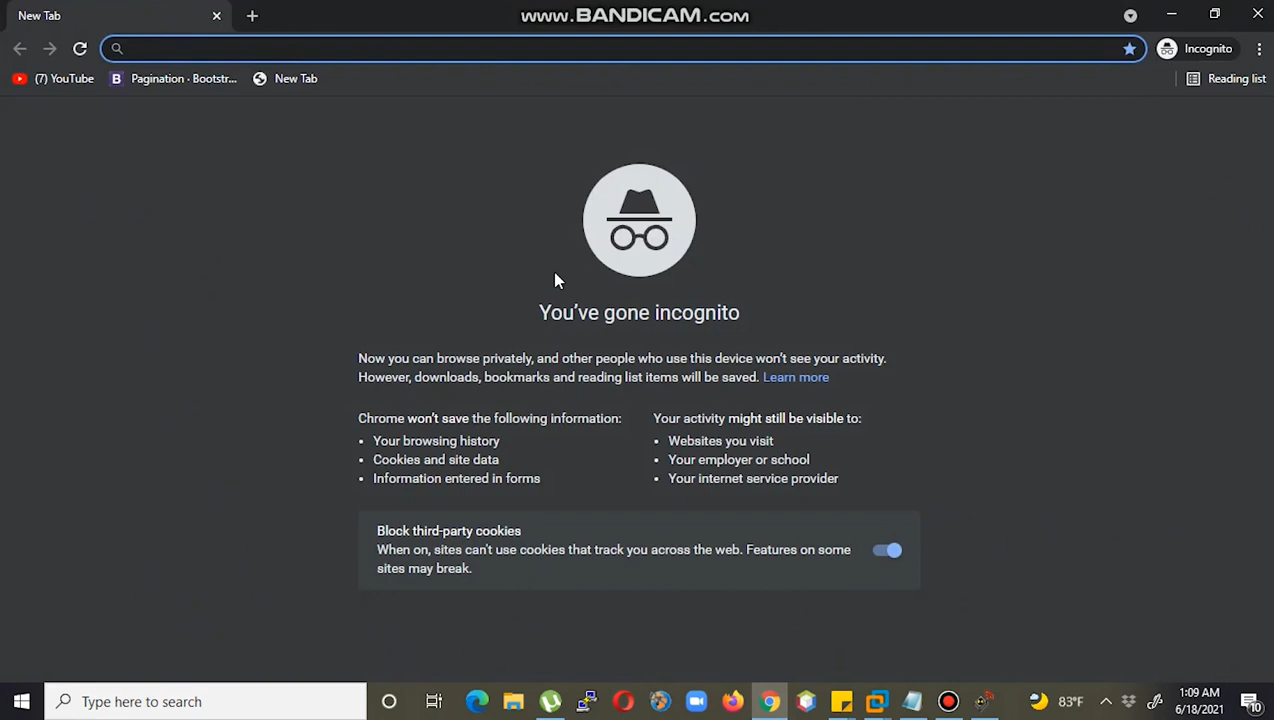 New Tab
www.BANDICAM.com
Incognito
(7) YouTube
B Pagination - Bootstr...
New Tab
Reading list
You've gone incognito
Now you can browse privately, and other people who use this device won't see your activity.
However, downloads, bookmarks and reading list items will be saved. Learn more
Chrome won't save the following information:
• Your browsing history
• Cookies and site data
• Information entered in forms
Your activity might still be visible to:
• Websites you visit
• Your employer or school
• Your internet service provider
Block third-party cookies
When on, sites can't use cookies that track you across the web. Features on some
sites may break.
Type here to search
83°F
1:09 AM
6/18/2021
10